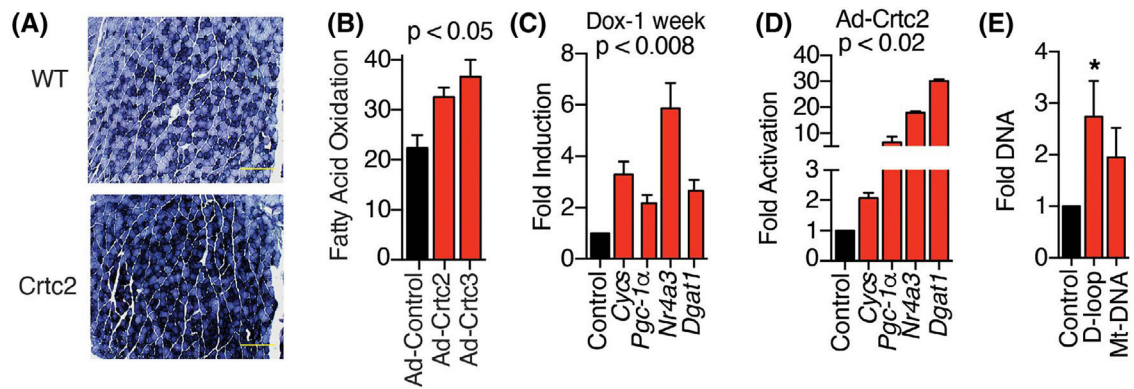 (A)
WT
Crtc2
(B)
p < 0.05
Fatty Acid Oxidation
40
30
20
10
0
Ad-Control
Ad-Crtc2
Ad-Crtc3
(C)
Dox-1 week
p < 0.008
Fold Induction
8
6
4
2
0
Control
Cycs
Pgc-1α
Nr4a3
Dgat1
(D)
Ad-Crtc2
p < 0.02
Fold Activation
40
30
20
10
3
2
1
0
Control
Cycs
Pgc-1α
Nr4a3
Dgat1
(E)
Fold DNA
4
3
2
1
0
*
Control
D-loop
Mt-DNA